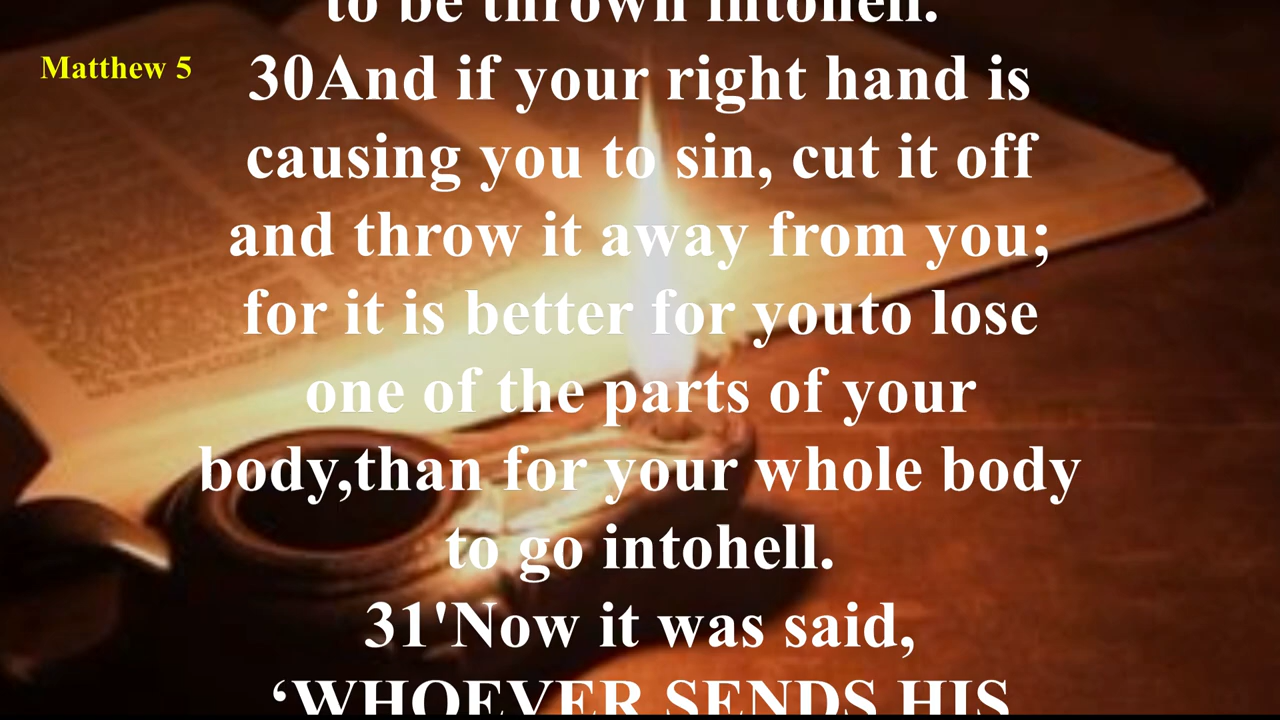 to be thrown intohell.
Matthew 5
30And if your right hand is
causing you to sin, cut it off
and throw it away from you;
for it is better for youto lose
one of the parts of your
body,than for your whole body
to go intohell.
31'Now it was said,
‘WHOEVER SENDS HIS